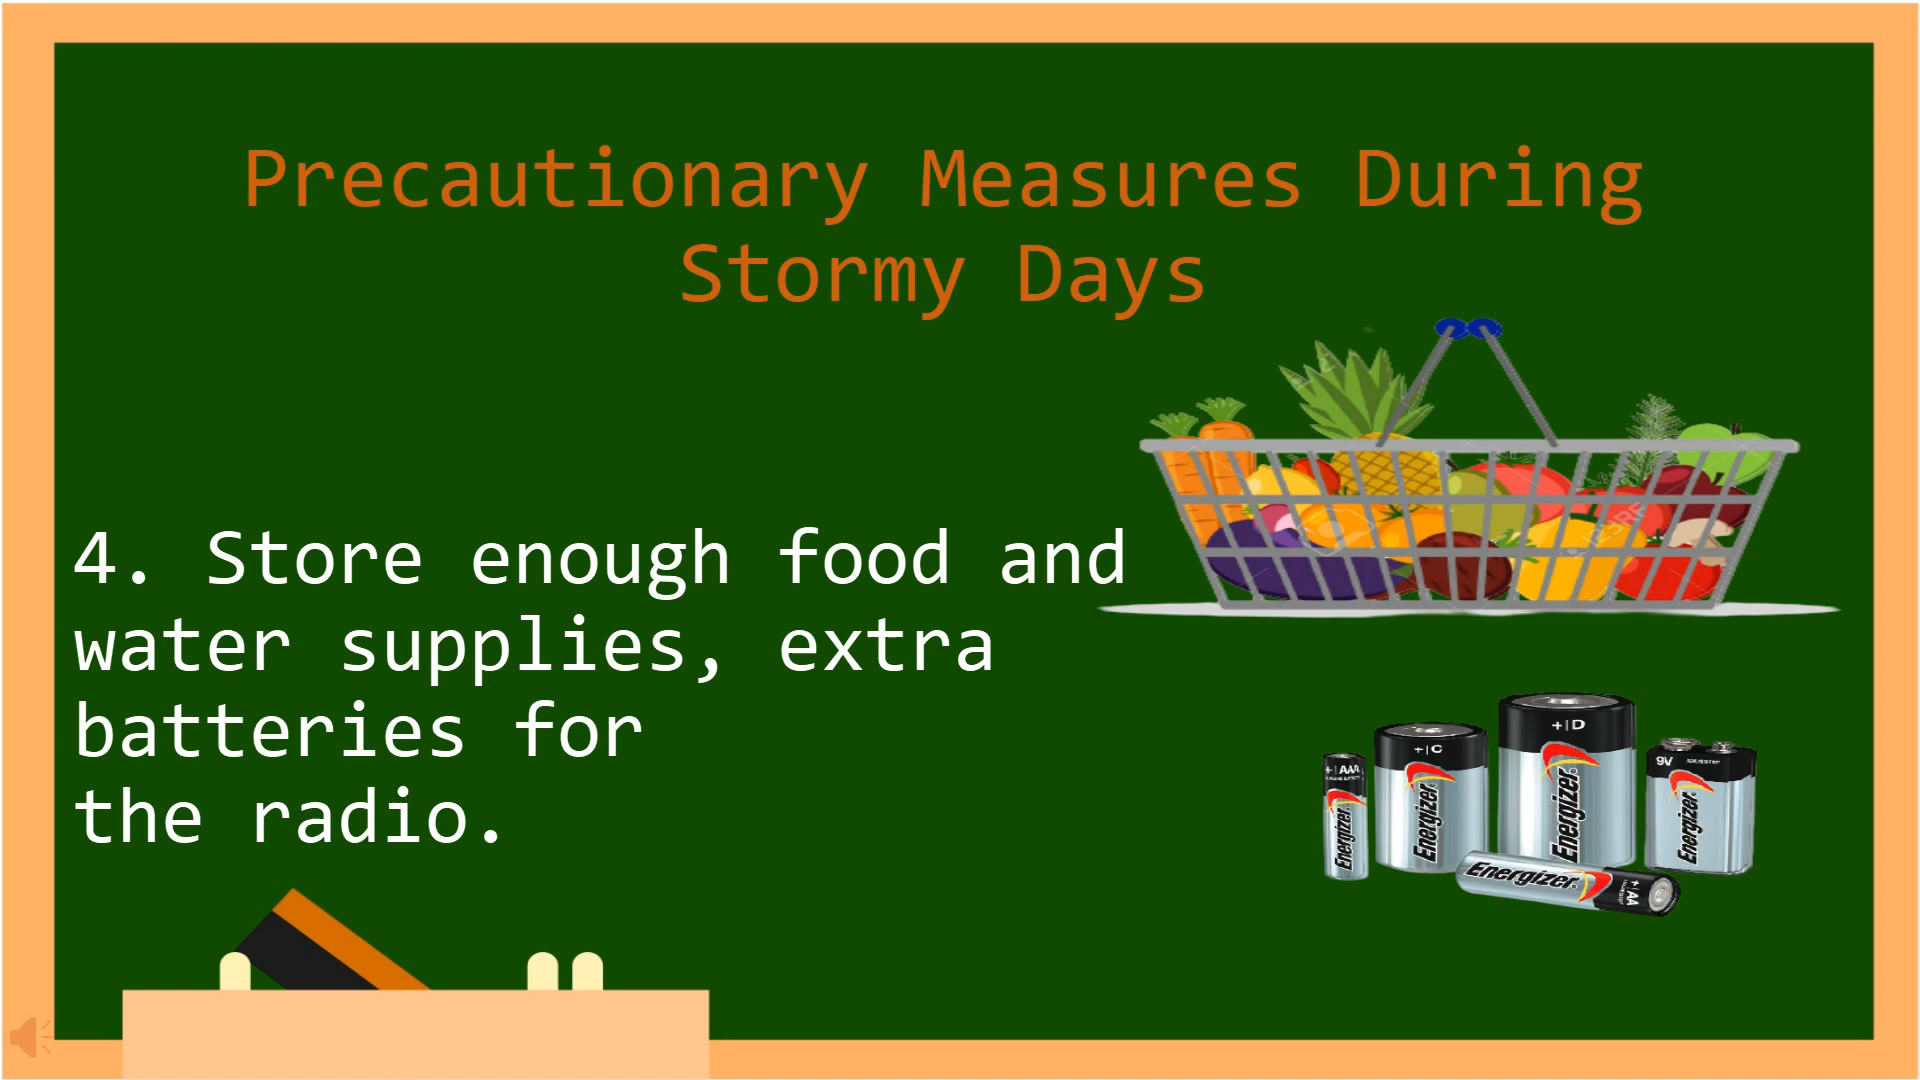 Precautionary Measures During
Stormy Days
4. Store enough food and
water supplies, extra
batteries for
the radio.
+|AAA
Energizer
+|C
Energizer
+|D
Energizer
9V
Energizer
Energizer
+|AA